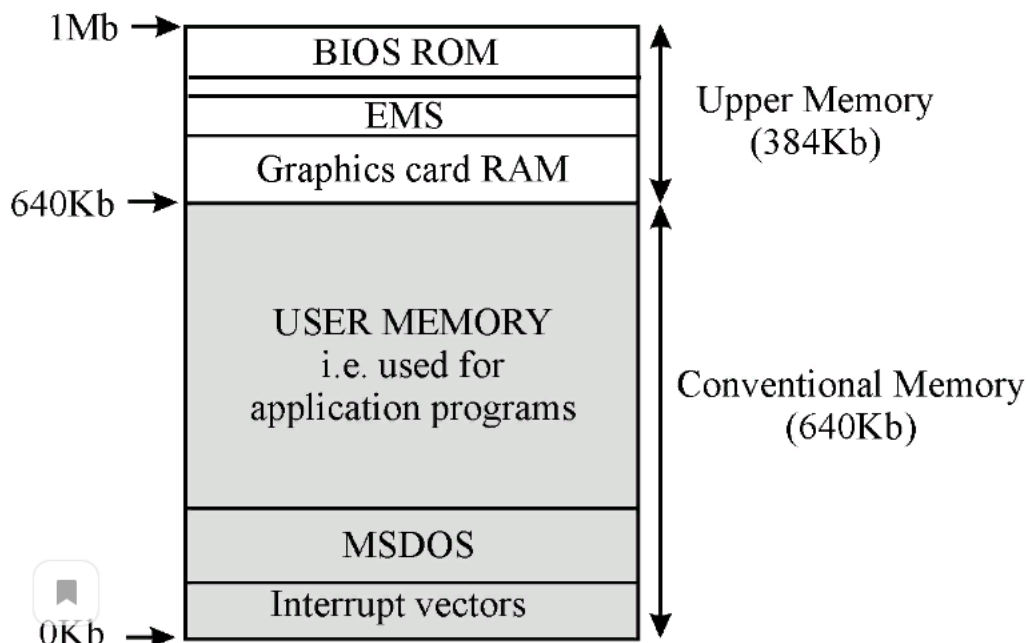 1Mb
BIOS ROM
EMS
Graphics card RAM
Upper Memory
(384Kb)
640Kb
USER MEMORY
i.e. used for
application programs
Conventional Memory
(640Kb)
MSDOS
Interrupt vectors
0Kb